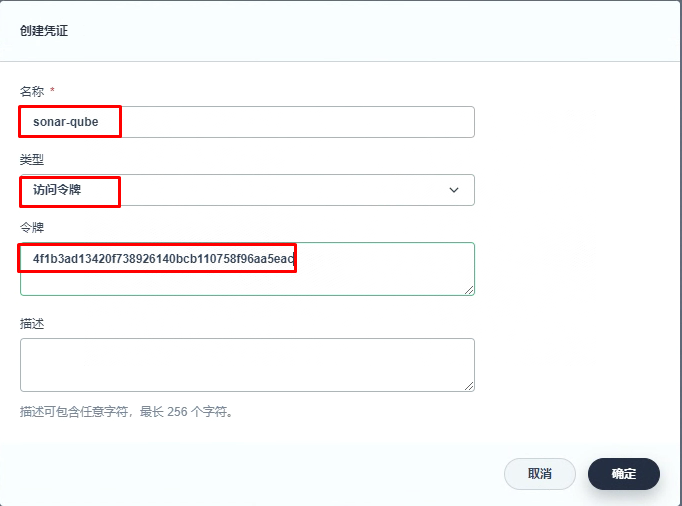 创建凭证
名称 *
sonar-qube
类型
访问令牌
令牌
4f1b3ad13420f738926140bcb110758f96aa5eac
描述
描述可包含任意字符，最长 256 个字符。
取消 确定